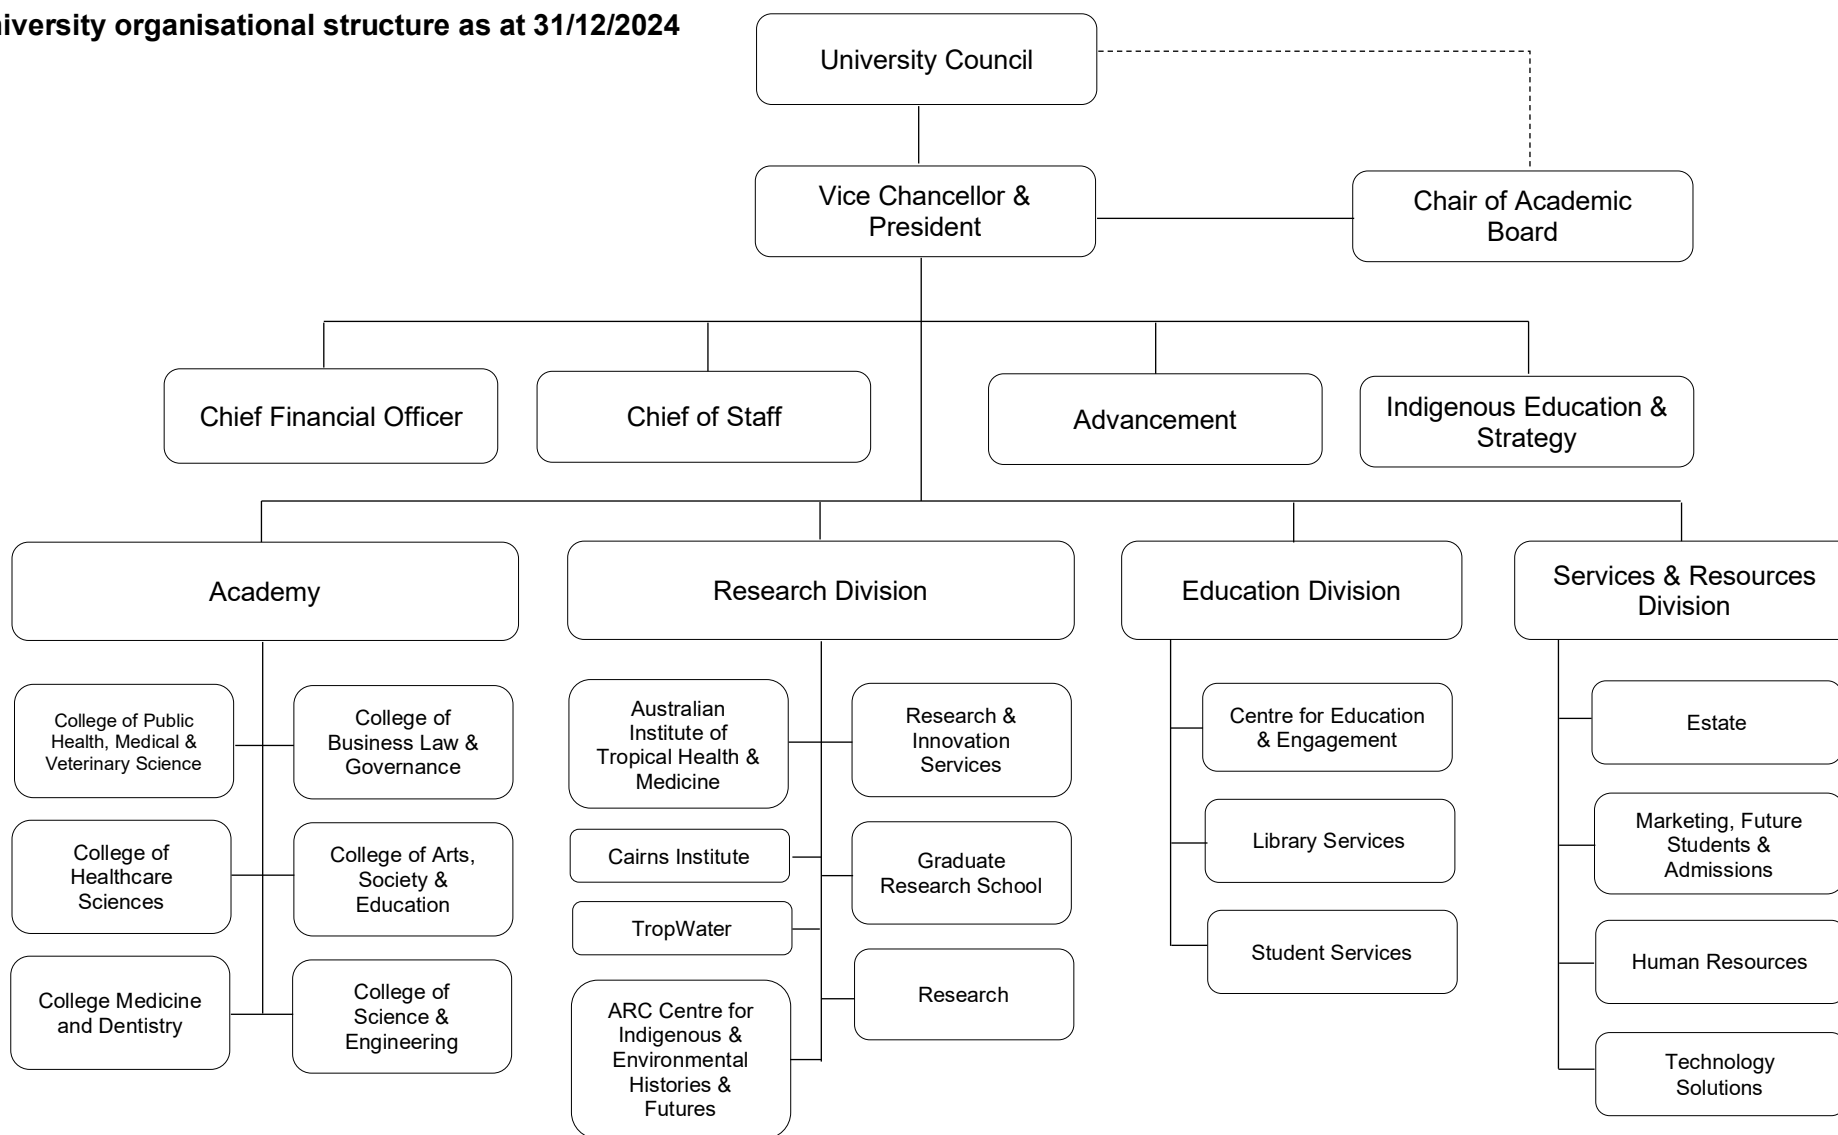 iversity organisational structure as at 31/12/2024
University Council
Vice Chancellor &
President
Chair of Academic
Board
Chief Financial Officer
Chief of Staff
Advancement
Indigenous Education &
Strategy
Academy
Research Division
Education Division
Services & Resources
Division
College of Public
Health, Medical &
Veterinary Science
College of
Business Law &
Governance
College of
Healthcare
Sciences
College of Arts,
Society &
Education
College Medicine
and Dentistry
College of
Science &
Engineering
Australian
Institute of
Tropical Health &
Medicine
Research &
Innovation
Services
Cairns Institute
Graduate
Research School
TropWater
Research
ARC Centre for
Indigenous &
Environmental
Histories &
Futures
Centre for Education
& Engagement
Library Services
Student Services
Estate
Marketing, Future
Students &
Admissions
Human Resources
Technology
Solutions